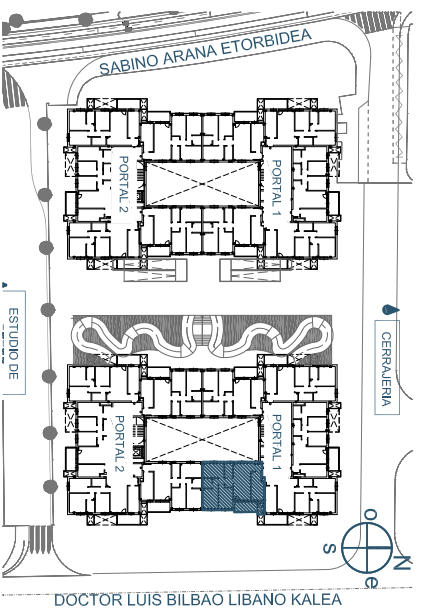 SABINO ARANA ETORBIDEA
PORTAL 2
PORTAL 1
ESTUDIO DE
CERRAJERIA
PORTAL 2
PORTAL 1
o
s
N
e
DOCTOR LUIS BILBAO LIBANO KALEA